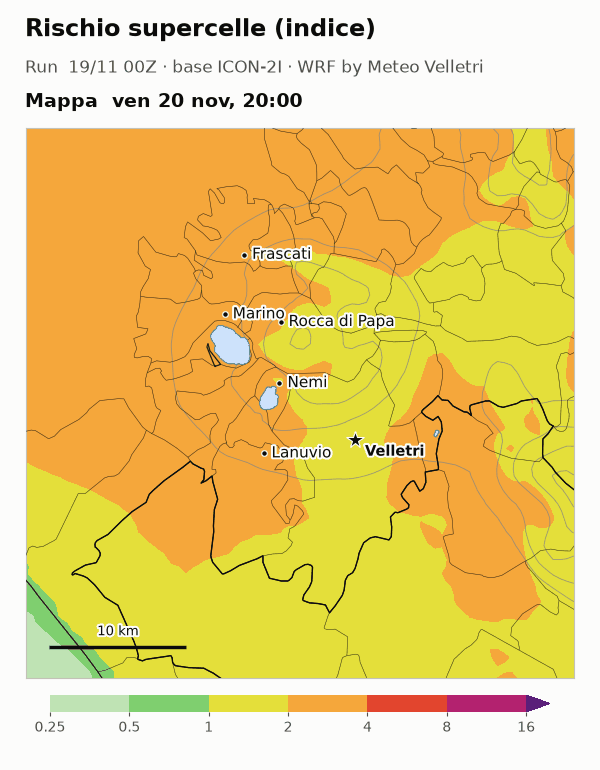 Rischio supercelle (indice)
Run  19/11 00Z · base ICON-2I · WRF by Meteo Velletri
Mappa  ven 20 nov, 20:00
Frascati
Marino
Rocca di Papa
Nemi
Velletri
Lanuvio
10 km
0.25 0.5 1 2 4 8 16